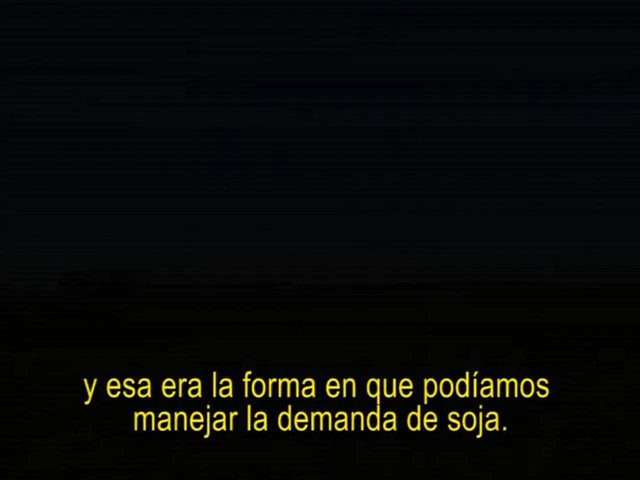 y esa era la forma en que podíamos
manejar la demanda de soja.